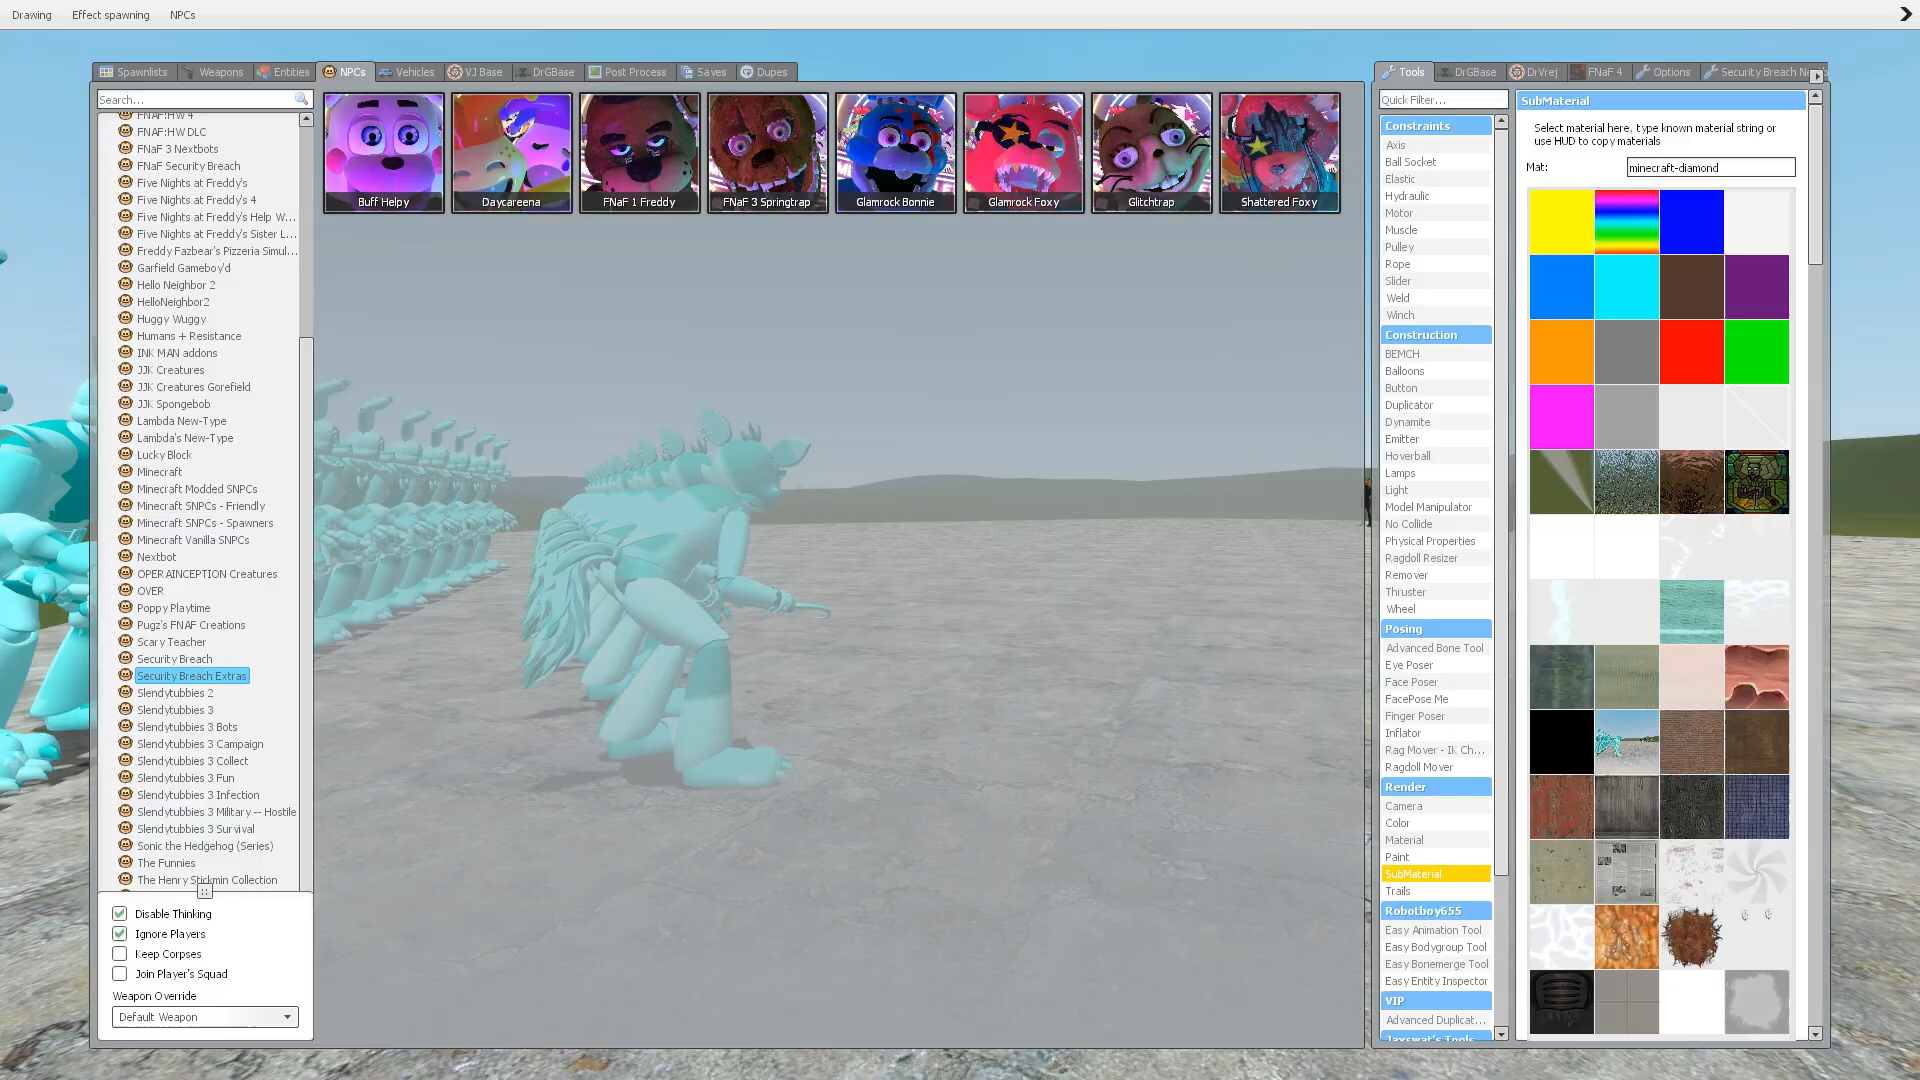 Drawing Effect spawning NPCs
Spawnlists Weapons Entities NPCs Vehicles VJ Base DrGBase Post Process Saves Dupes
Search...
FNAF:HW 4
FNAF:HW DLC
FNAF 3 Nextbots
FNaF Security Breach
Five Nights at Freddy's
Five Nights at Freddy's 4
Five Nights at Freddy's Help W...
Five Nights at Freddy's Sister L...
Freddy Fazbear's Pizzeria Simul...
Garfield Gameboy'd
Hello Neighbor 2
HelloNeighbor2
Huggy Wuggy
Humans + Resistance
INK MAN addons
JJK Creatures
JJK Creatures Gorefield
JJK Spongebob
Lambda New-Type
Lambda's New-Type
Lucky Block
Minecraft
Minecraft Modded SNPCs
Minecraft SNPCs - Friendly
Minecraft SNPCs - Spawners
Minecraft Vanilla SNPCs
Nextbot
OPERAINCEPTION Creatures
OVER
Poppy Playtime
Pugz's FNAF Creations
Scary Teacher
Security Breach
Security Breach Extras
Slendytubbies 2
Slendytubbies 3
Slendytubbies 3 Bots
Slendytubbies 3 Campaign
Slendytubbies 3 Collect
Slendytubbies 3 Fun
Slendytubbies 3 Infection
Slendytubbies 3 Military -- Hostile
Slendytubbies 3 Survival
Sonic the Hedgehog (Series)
The Funnies
The Henry Stickmin Collection
Disable Thinking
Ignore Players
Keep Corpses
Join Player's Squad
Weapon Override
Default Weapon
Buff Helpy
Daycareena
FNaF 1 Freddy
FNaF 3 Springtrap
Glamrock Bonnie
Glamrock Foxy
Glitchtrap
Shattered Foxy
Tools DrGBase DrVrej FNaF 4 Options Security Breach
Quick Filter...
Constraints
Axis
Ball Socket
Elastic
Hydraulic
Motor
Muscle
Pulley
Rope
Slider
Weld
Winch
Construction
BEMCH
Balloons
Button
Duplicator
Dynamite
Emitter
Hoverball
Lamps
Light
Model Manipulator
No Collide
Physical Properties
Ragdoll Resizer
Remover
Thruster
Wheel
Posing
Advanced Bone Tool
Eye Poser
Face Poser
FacePose Me
Finger Poser
Inflator
Rag Mover - IK Ch...
Ragdoll Mover
Render
Camera
Color
Material
Paint
SubMaterial
Trails
Robotboy655
Easy Animation Tool
Easy Bodygroup Tool
Easy Bonemerge Tool
Easy Entity Inspector
VIP
Advanced Duplicat...
Jaxswat's Tools
SubMaterial
Select material here, type known material string or
use HUD to copy materials
Mat: minecraft-diamond